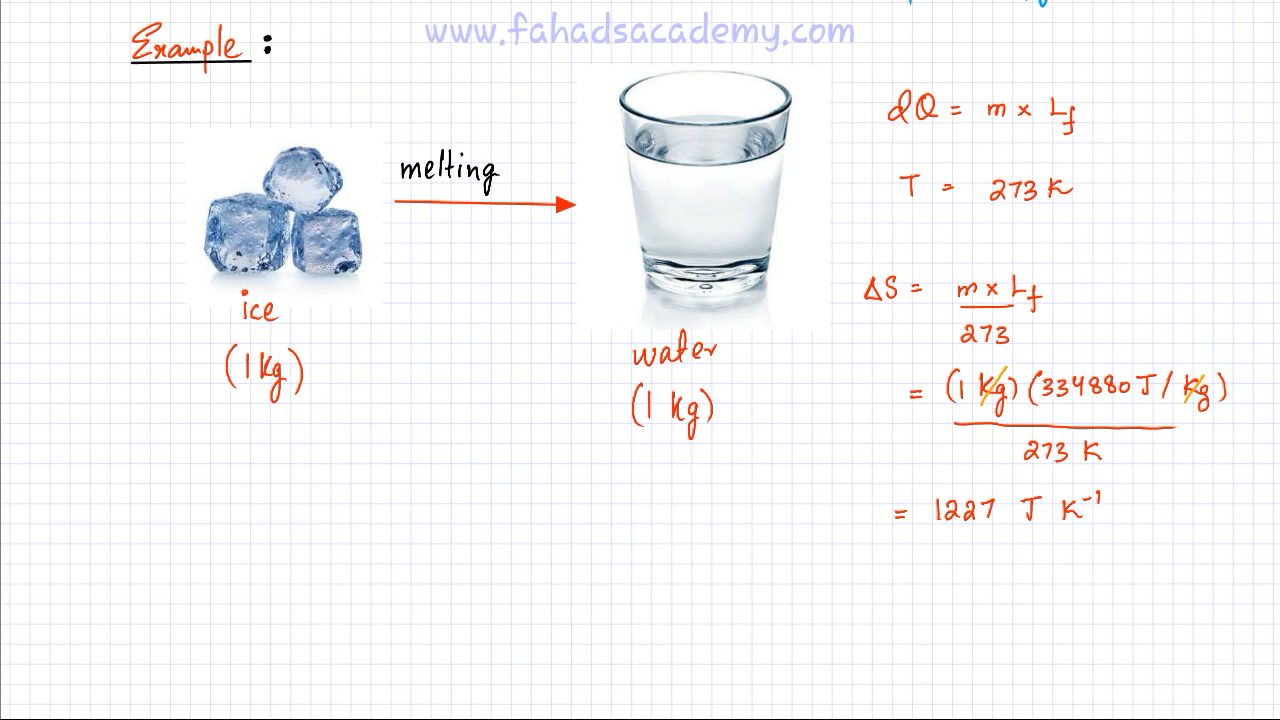 www.fahadsacademy.com
Example :
melting
ice
(1 Kg)
water
(1 Kg)
dQ = m × Lf
T = 273 K
ΔS = m × Lf
273
= (1 Kg) (334880 J / Kg)
273 K
= 1227 J K⁻¹